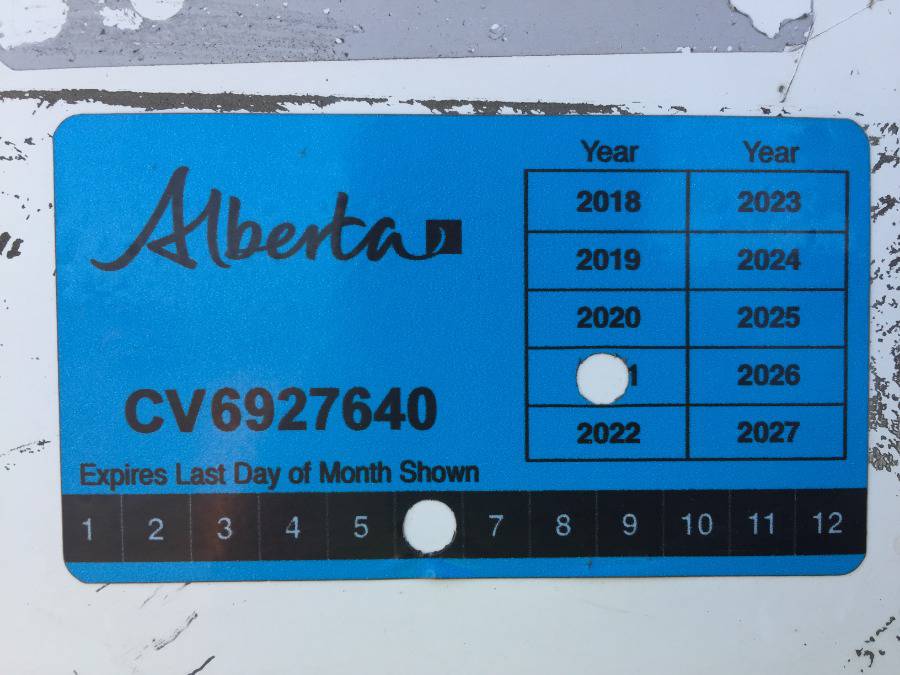 Alberta
Year Year
2018 2023
2019 2024
2020 2025
1 2026
2022 2027
CV6927640
Expires Last Day of Month Shown
1 2 3 4 5 7 8 9 10 11 12